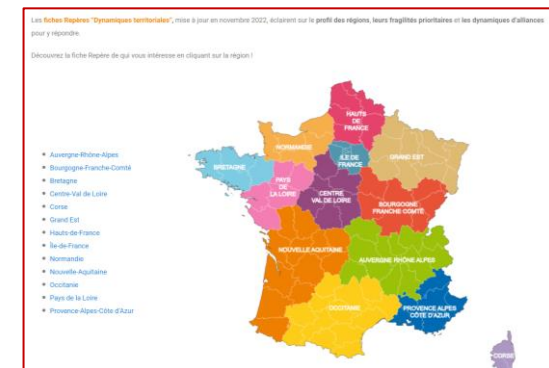 Les fiches Repères "Dynamiques territoriales", mise à jour en novembre 2022, éclairent sur le profil des régions, leurs fragilités prioritaires et les dynamiques d'alliances
pour y répondre.
Découvrez la fiche Repère de qui vous intéresse en cliquant sur la région !
Auvergne-Rhône-Alpes
Bourgogne-Franche-Comté
Bretagne
Centre-Val de Loire
Corse
Grand Est
Hauts-de-France
Île-de-France
Normandie
Nouvelle-Aquitaine
Occitanie
Pays de la Loire
Provence-Alpes-Côte d'Azur
HAUTS
DE
FRANCE
NORMANDIE
ILE DE
FRANCE
GRAND EST
BRETAGNE
PAYS
DE
LA LOIRE
CENTRE
VAL DE LOIRE
BOURGOGNE
FRANCHE COMTÉ
NOUVELLE AQUITAINE
AUVERGNE RHÔNE ALPES
OCCITANIE
PROVENCE ALPES
CÔTE D'AZUR
CORSE